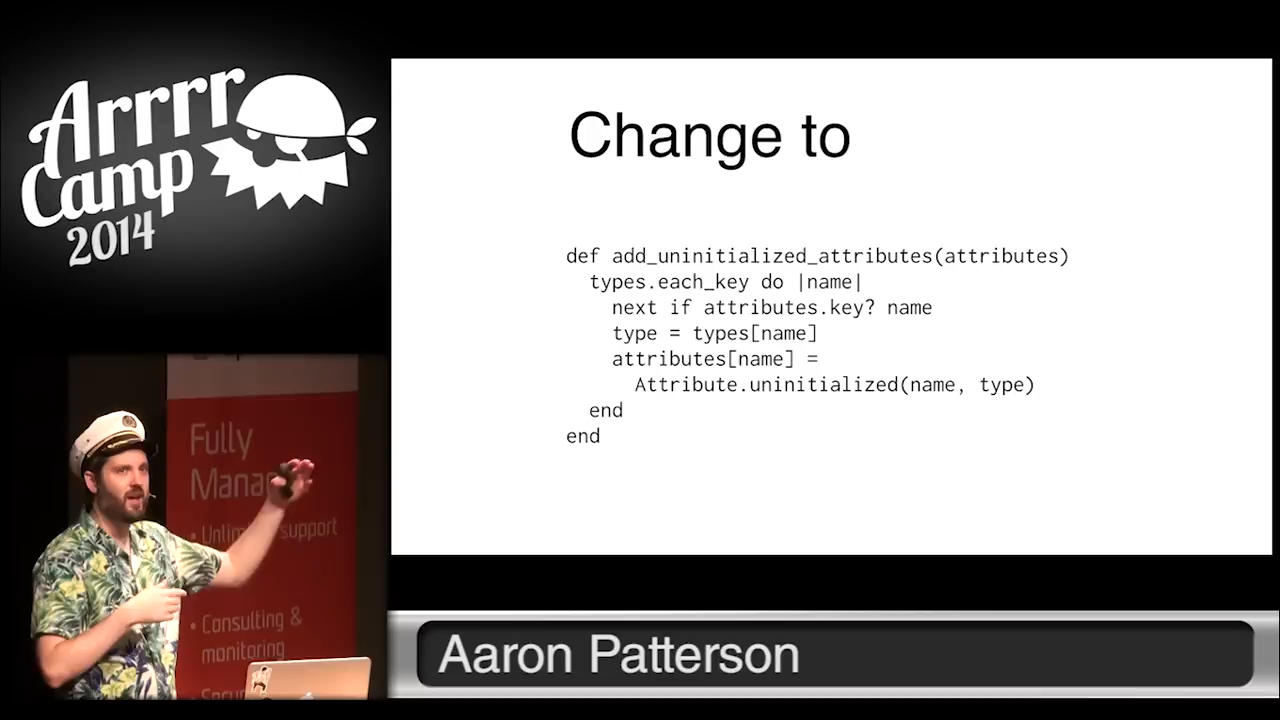 Arrrr
Camp
2014
Change to
def add_uninitialized_attributes(attributes)
  types.each_key do |name|
    next if attributes.key? name
    type = types[name]
    attributes[name] =
      Attribute.uninitialized(name, type)
  end
end
Fully
• support
• Consulting &
monitoring
Aaron Patterson